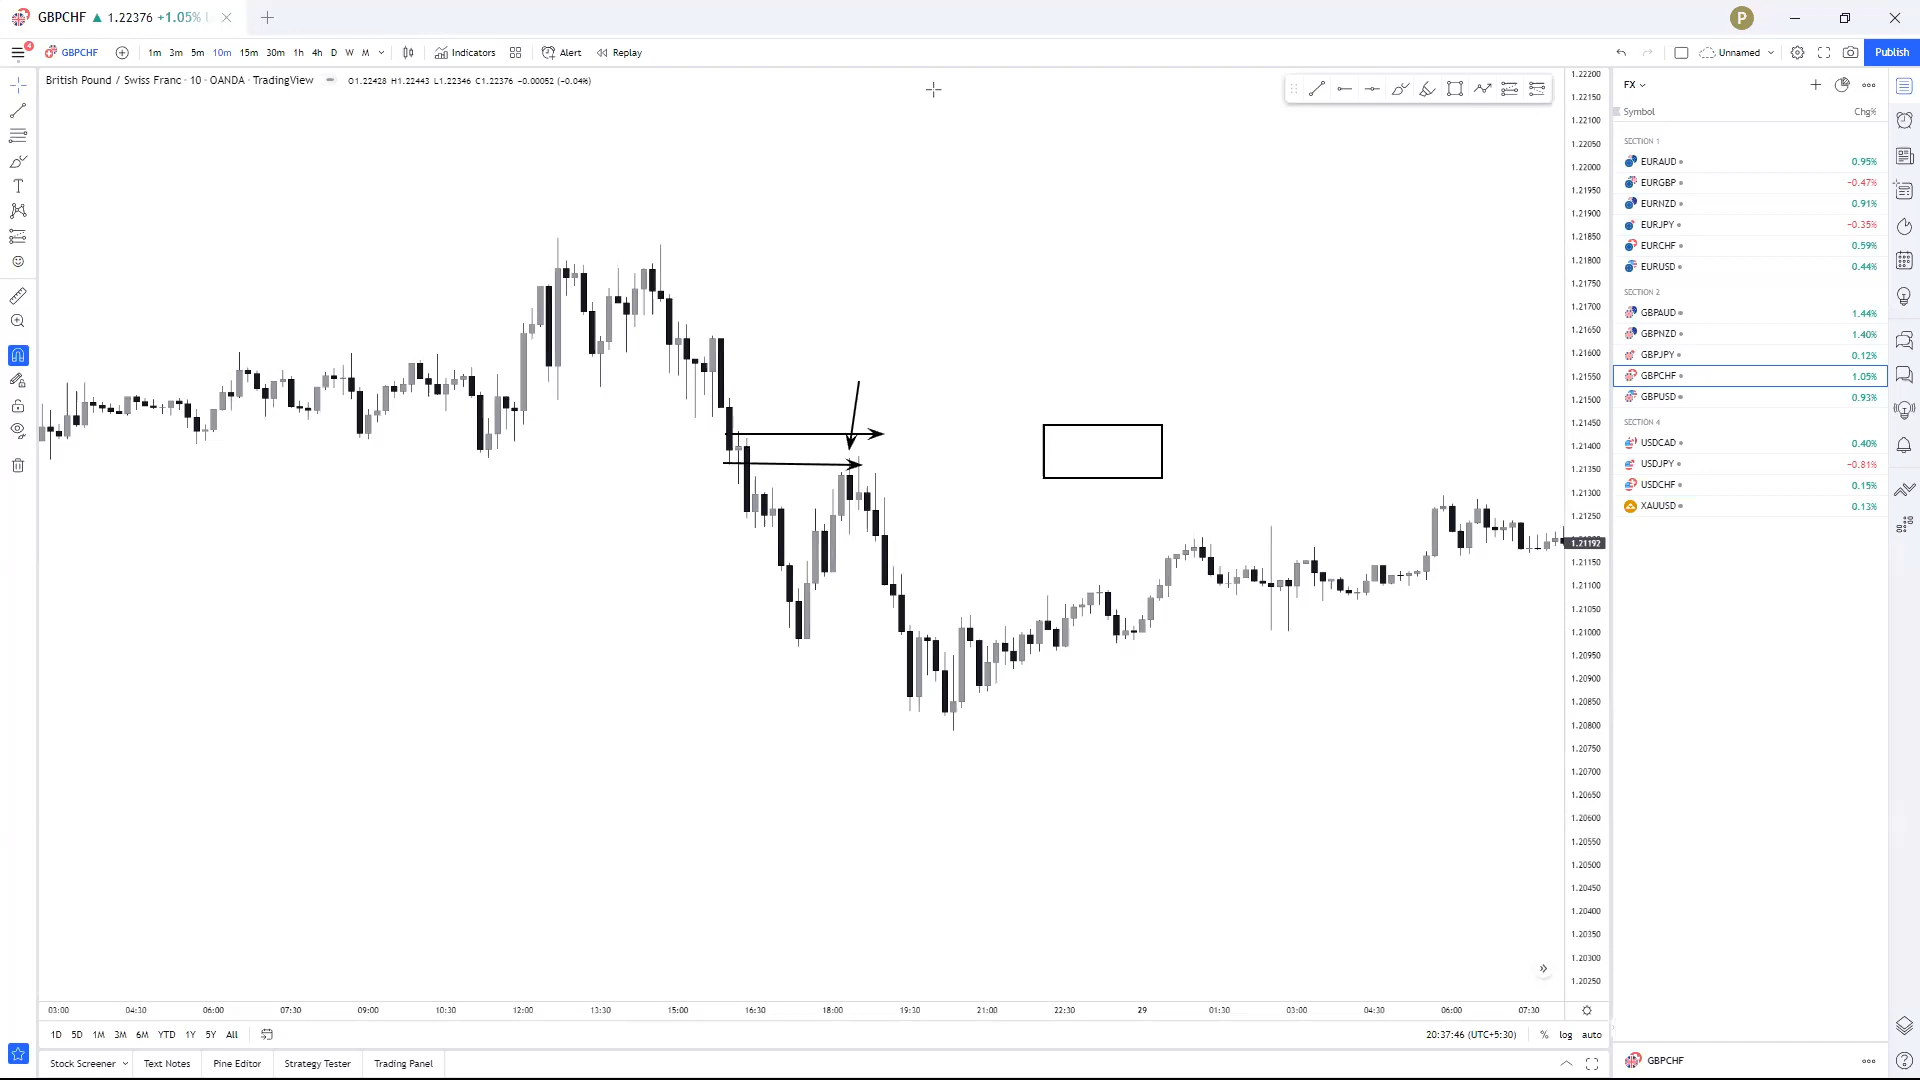 GBPCHF ▲ 1.22376 +1.05%
4
GBPCHF 1m 3m 5m 10m 15m 30m 1h 4h D W M Indicators Alert Replay Unnamed Publish
P
British Pound / Swiss Franc · 10 · OANDA · TradingView O1.22428 H1.22443 L1.22346 C1.22376 −0.00052 (−0.04%)
1.22200
1.22150
1.22100
1.22050
1.22000
1.21950
1.21900
1.21850
1.21800
1.21750
1.21700
1.21650
1.21600
1.21550
1.21500
1.21450
1.21400
1.21350
1.21300
1.21250
1.21192
1.21150
1.21100
1.21050
1.21000
1.20950
1.20900
1.20850
1.20800
1.20750
1.20700
1.20650
1.20600
1.20550
1.20500
1.20450
1.20400
1.20350
1.20300
1.20250
03:00 04:30 06:00 07:30 09:00 10:30 12:00 13:30 15:00 16:30 18:00 19:30 21:00 22:30 29 01:30 03:00 04:30 06:00 07:30
1D 5D 1M 3M 6M YTD 1Y 5Y All 20:37:46 (UTC+5:30) % log auto
Stock Screener Text Notes Pine Editor Strategy Tester Trading Panel
FX
Symbol Chg%
SECTION 1
EURAUD 0.95%
EURGBP −0.47%
EURNZD 0.91%
EURJPY −0.35%
EURCHF 0.59%
EURUSD 0.44%
SECTION 2
GBPAUD 1.44%
GBPNZD 1.40%
GBPJPY 0.12%
GBPCHF 1.05%
GBPUSD 0.93%
SECTION 4
USDCAD 0.40%
USDJPY −0.81%
USDCHF 0.15%
XAUUSD 0.13%
GBPCHF